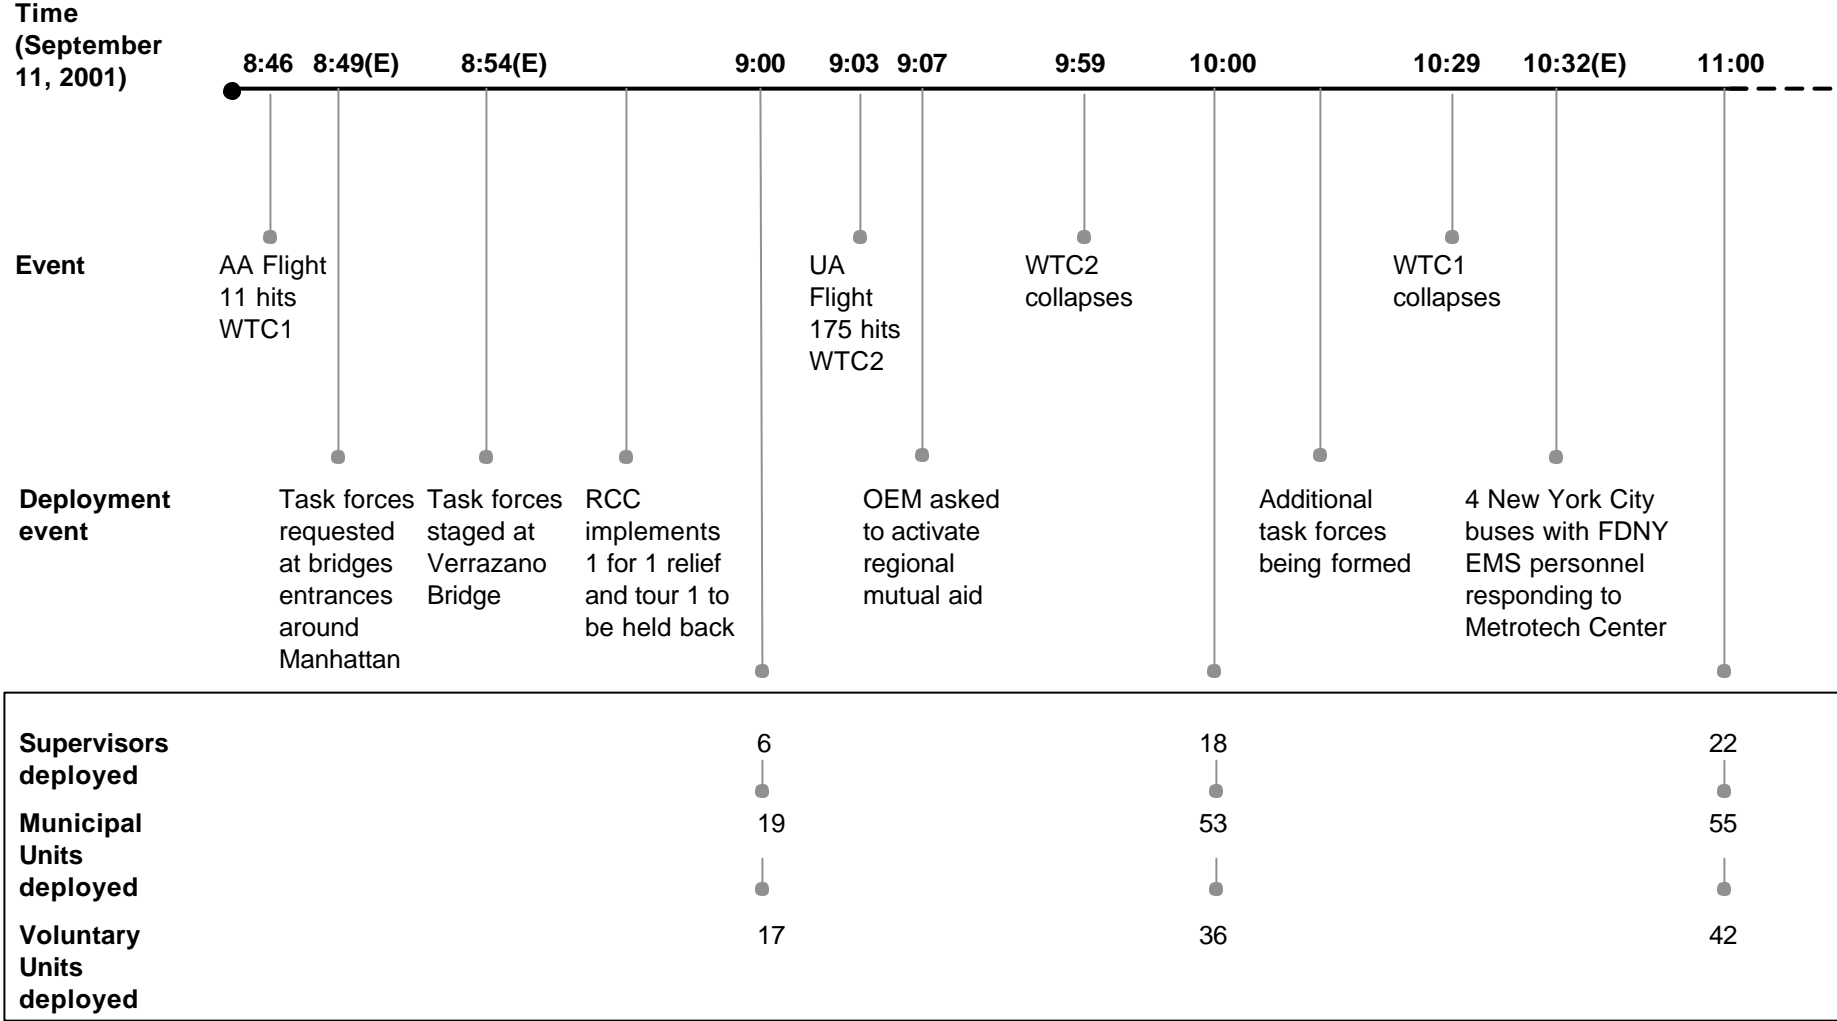 Time
(September
11, 2001)
8:46 8:49(E) 8:54(E) 9:00 9:03 9:07 9:59 10:00 10:29 10:32(E) 11:00
Event
AA Flight
11 hits
WTC1
UA
Flight
175 hits
WTC2
WTC2
collapses
WTC1
collapses
Deployment
event
Task forces
requested
at bridges
entrances
around
Manhattan
Task forces
staged at
Verrazano
Bridge
RCC
implements
1 for 1 relief
and tour 1 to
be held back
OEM asked
to activate
regional
mutual aid
Additional
task forces
being formed
4 New York City
buses with FDNY
EMS personnel
responding to
Metrotech Center
Supervisors
deployed
6 18 22
Municipal
Units
deployed
19 53 55
Voluntary
Units
deployed
17 36 42